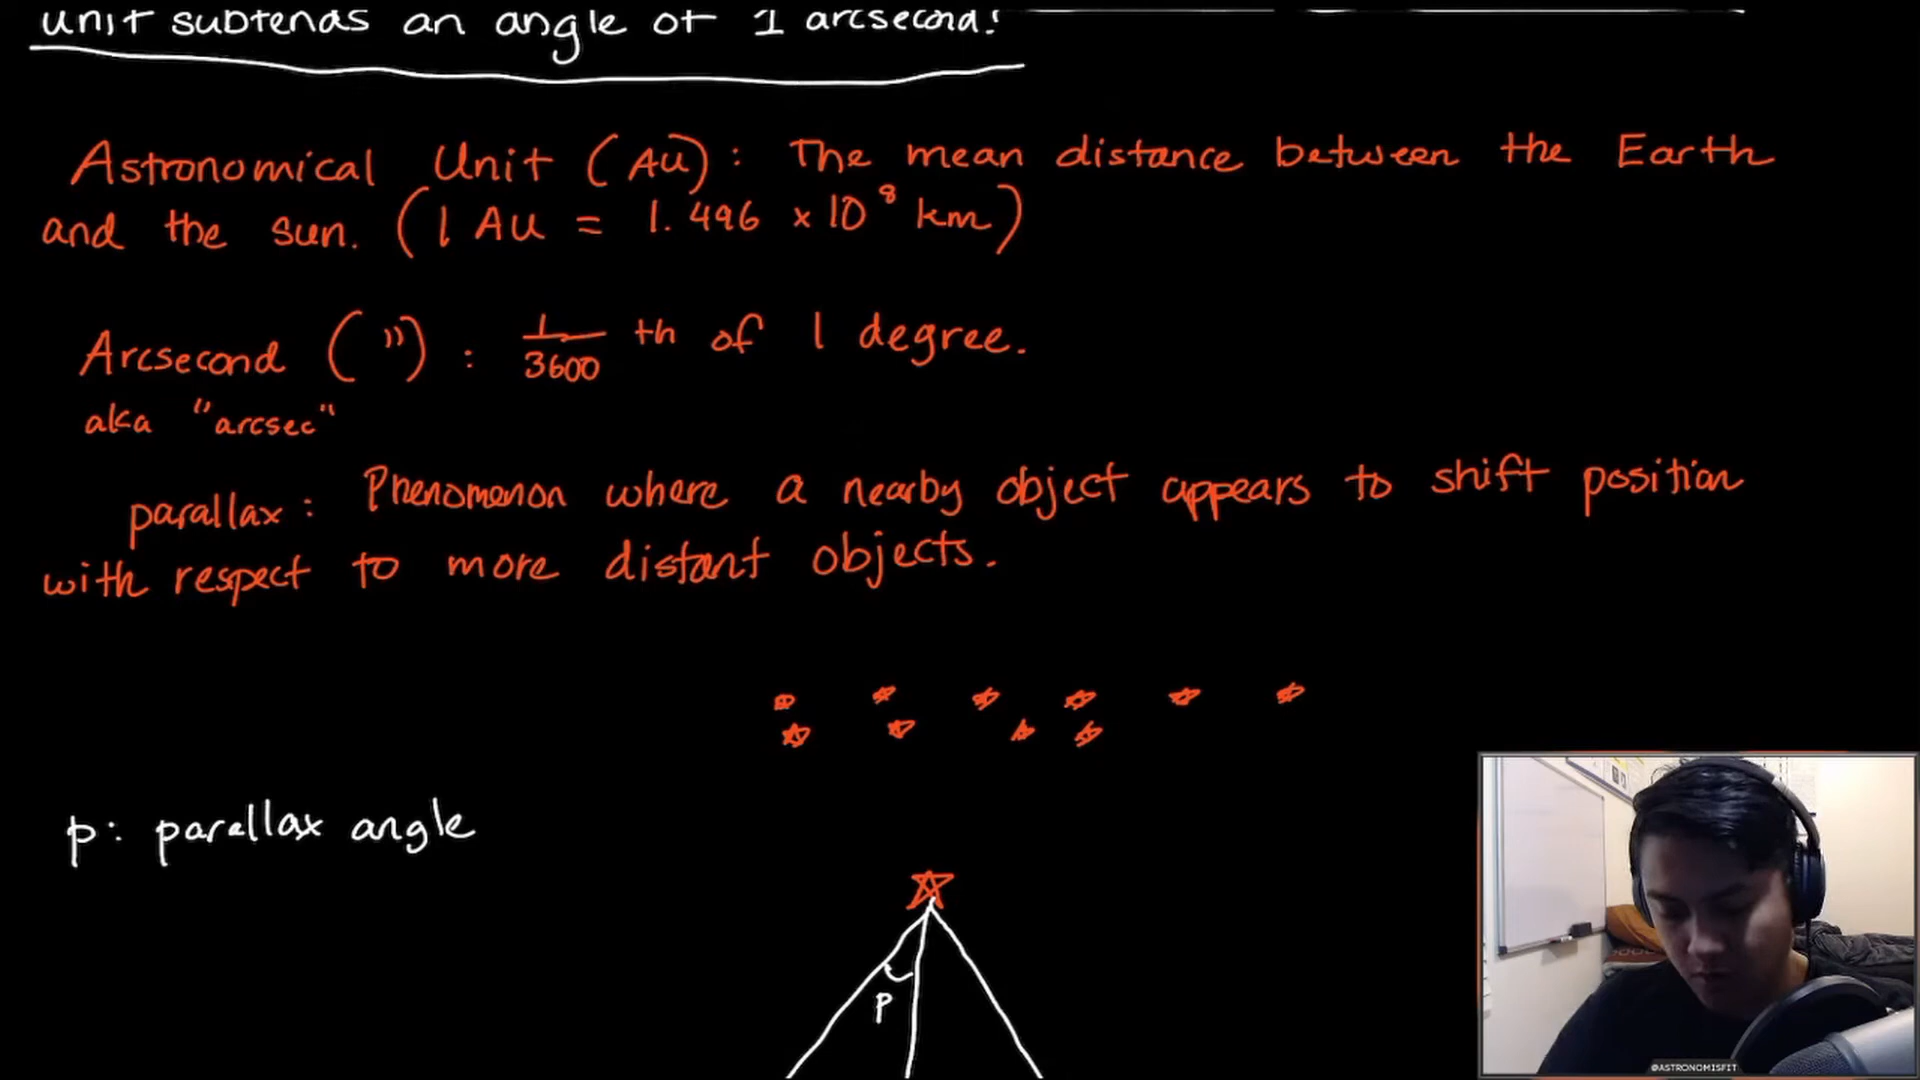 unit subtends an angle of 1 arcsecond!
Astronomical Unit (AU): The mean distance between the Earth
and the sun. (1 AU = 1.496 x 10⁸ km)
Arcsecond ( " ) : 1/3600 th of 1 degree.
aka "arcsec"
parallax: Phenomenon where a nearby object appears to shift position
with respect to more distant objects.
p: parallax angle
p
@ASTRONOMISFIT